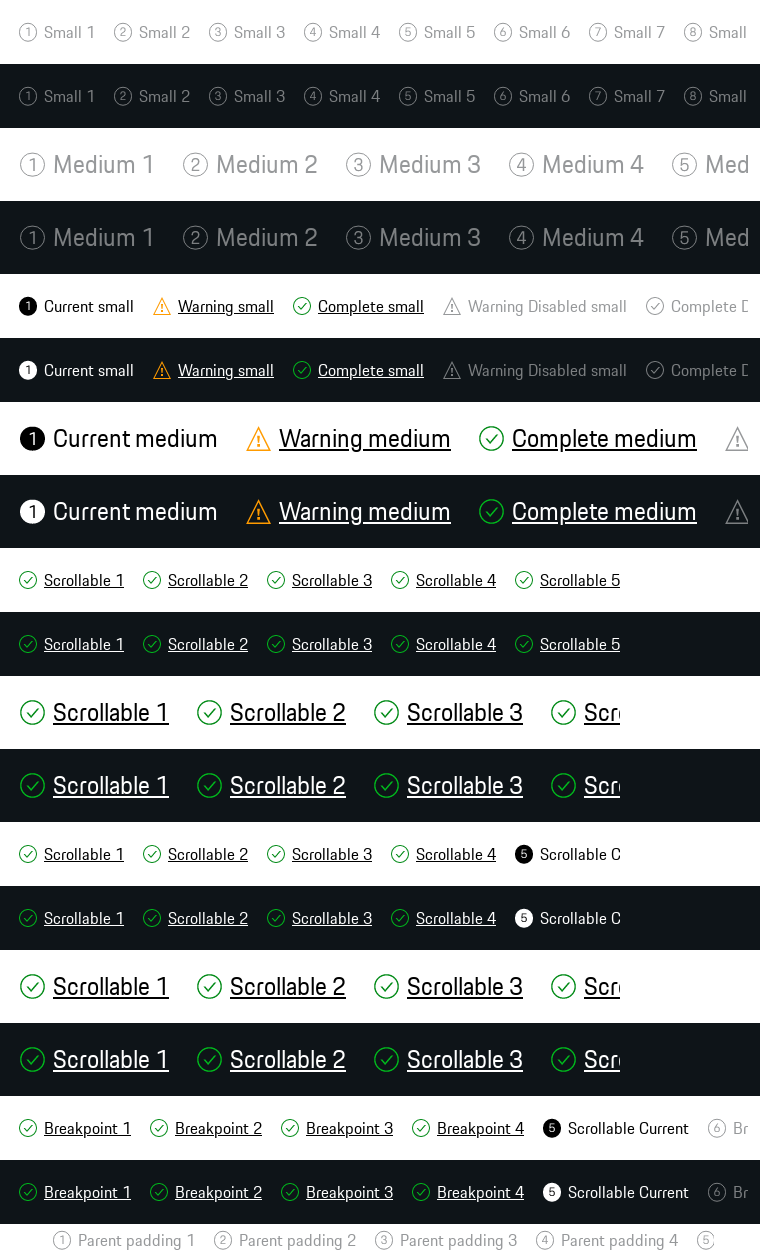 1 Small 1 2 Small 2 3 Small 3 4 Small 4 5 Small 5 6 Small 6 7 Small 7 8 Small
1 Small 1 2 Small 2 3 Small 3 4 Small 4 5 Small 5 6 Small 6 7 Small 7 8 Small
1 Medium 1 2 Medium 2 3 Medium 3 4 Medium 4 5 Med
1 Medium 1 2 Medium 2 3 Medium 3 4 Medium 4 5 Med
1 Current small Warning small Complete small Warning Disabled small Complete D
1 Current small Warning small Complete small Warning Disabled small Complete D
1 Current medium Warning medium Complete medium
1 Current medium Warning medium Complete medium
Scrollable 1 Scrollable 2 Scrollable 3 Scrollable 4 Scrollable 5
Scrollable 1 Scrollable 2 Scrollable 3 Scrollable 4 Scrollable 5
Scrollable 1 Scrollable 2 Scrollable 3 Scr
Scrollable 1 Scrollable 2 Scrollable 3 Scr
Scrollable 1 Scrollable 2 Scrollable 3 Scrollable 4 5 Scrollable C
Scrollable 1 Scrollable 2 Scrollable 3 Scrollable 4 5 Scrollable C
Scrollable 1 Scrollable 2 Scrollable 3 Scr
Scrollable 1 Scrollable 2 Scrollable 3 Scr
Breakpoint 1 Breakpoint 2 Breakpoint 3 Breakpoint 4 5 Scrollable Current 6 Br
Breakpoint 1 Breakpoint 2 Breakpoint 3 Breakpoint 4 5 Scrollable Current 6 Br
1 Parent padding 1 2 Parent padding 2 3 Parent padding 3 4 Parent padding 4 5